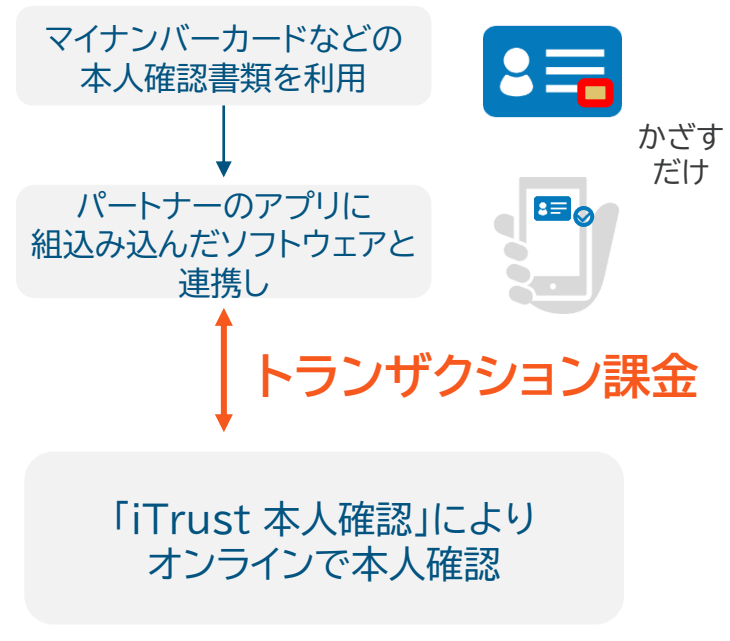 マイナンバーカードなどの
本人確認書類を利用
かざす
だけ
パートナーのアプリに
組込み込んだソフトウェアと
連携し
トランザクション課金
「iTrust 本人確認」により
オンラインで本人確認